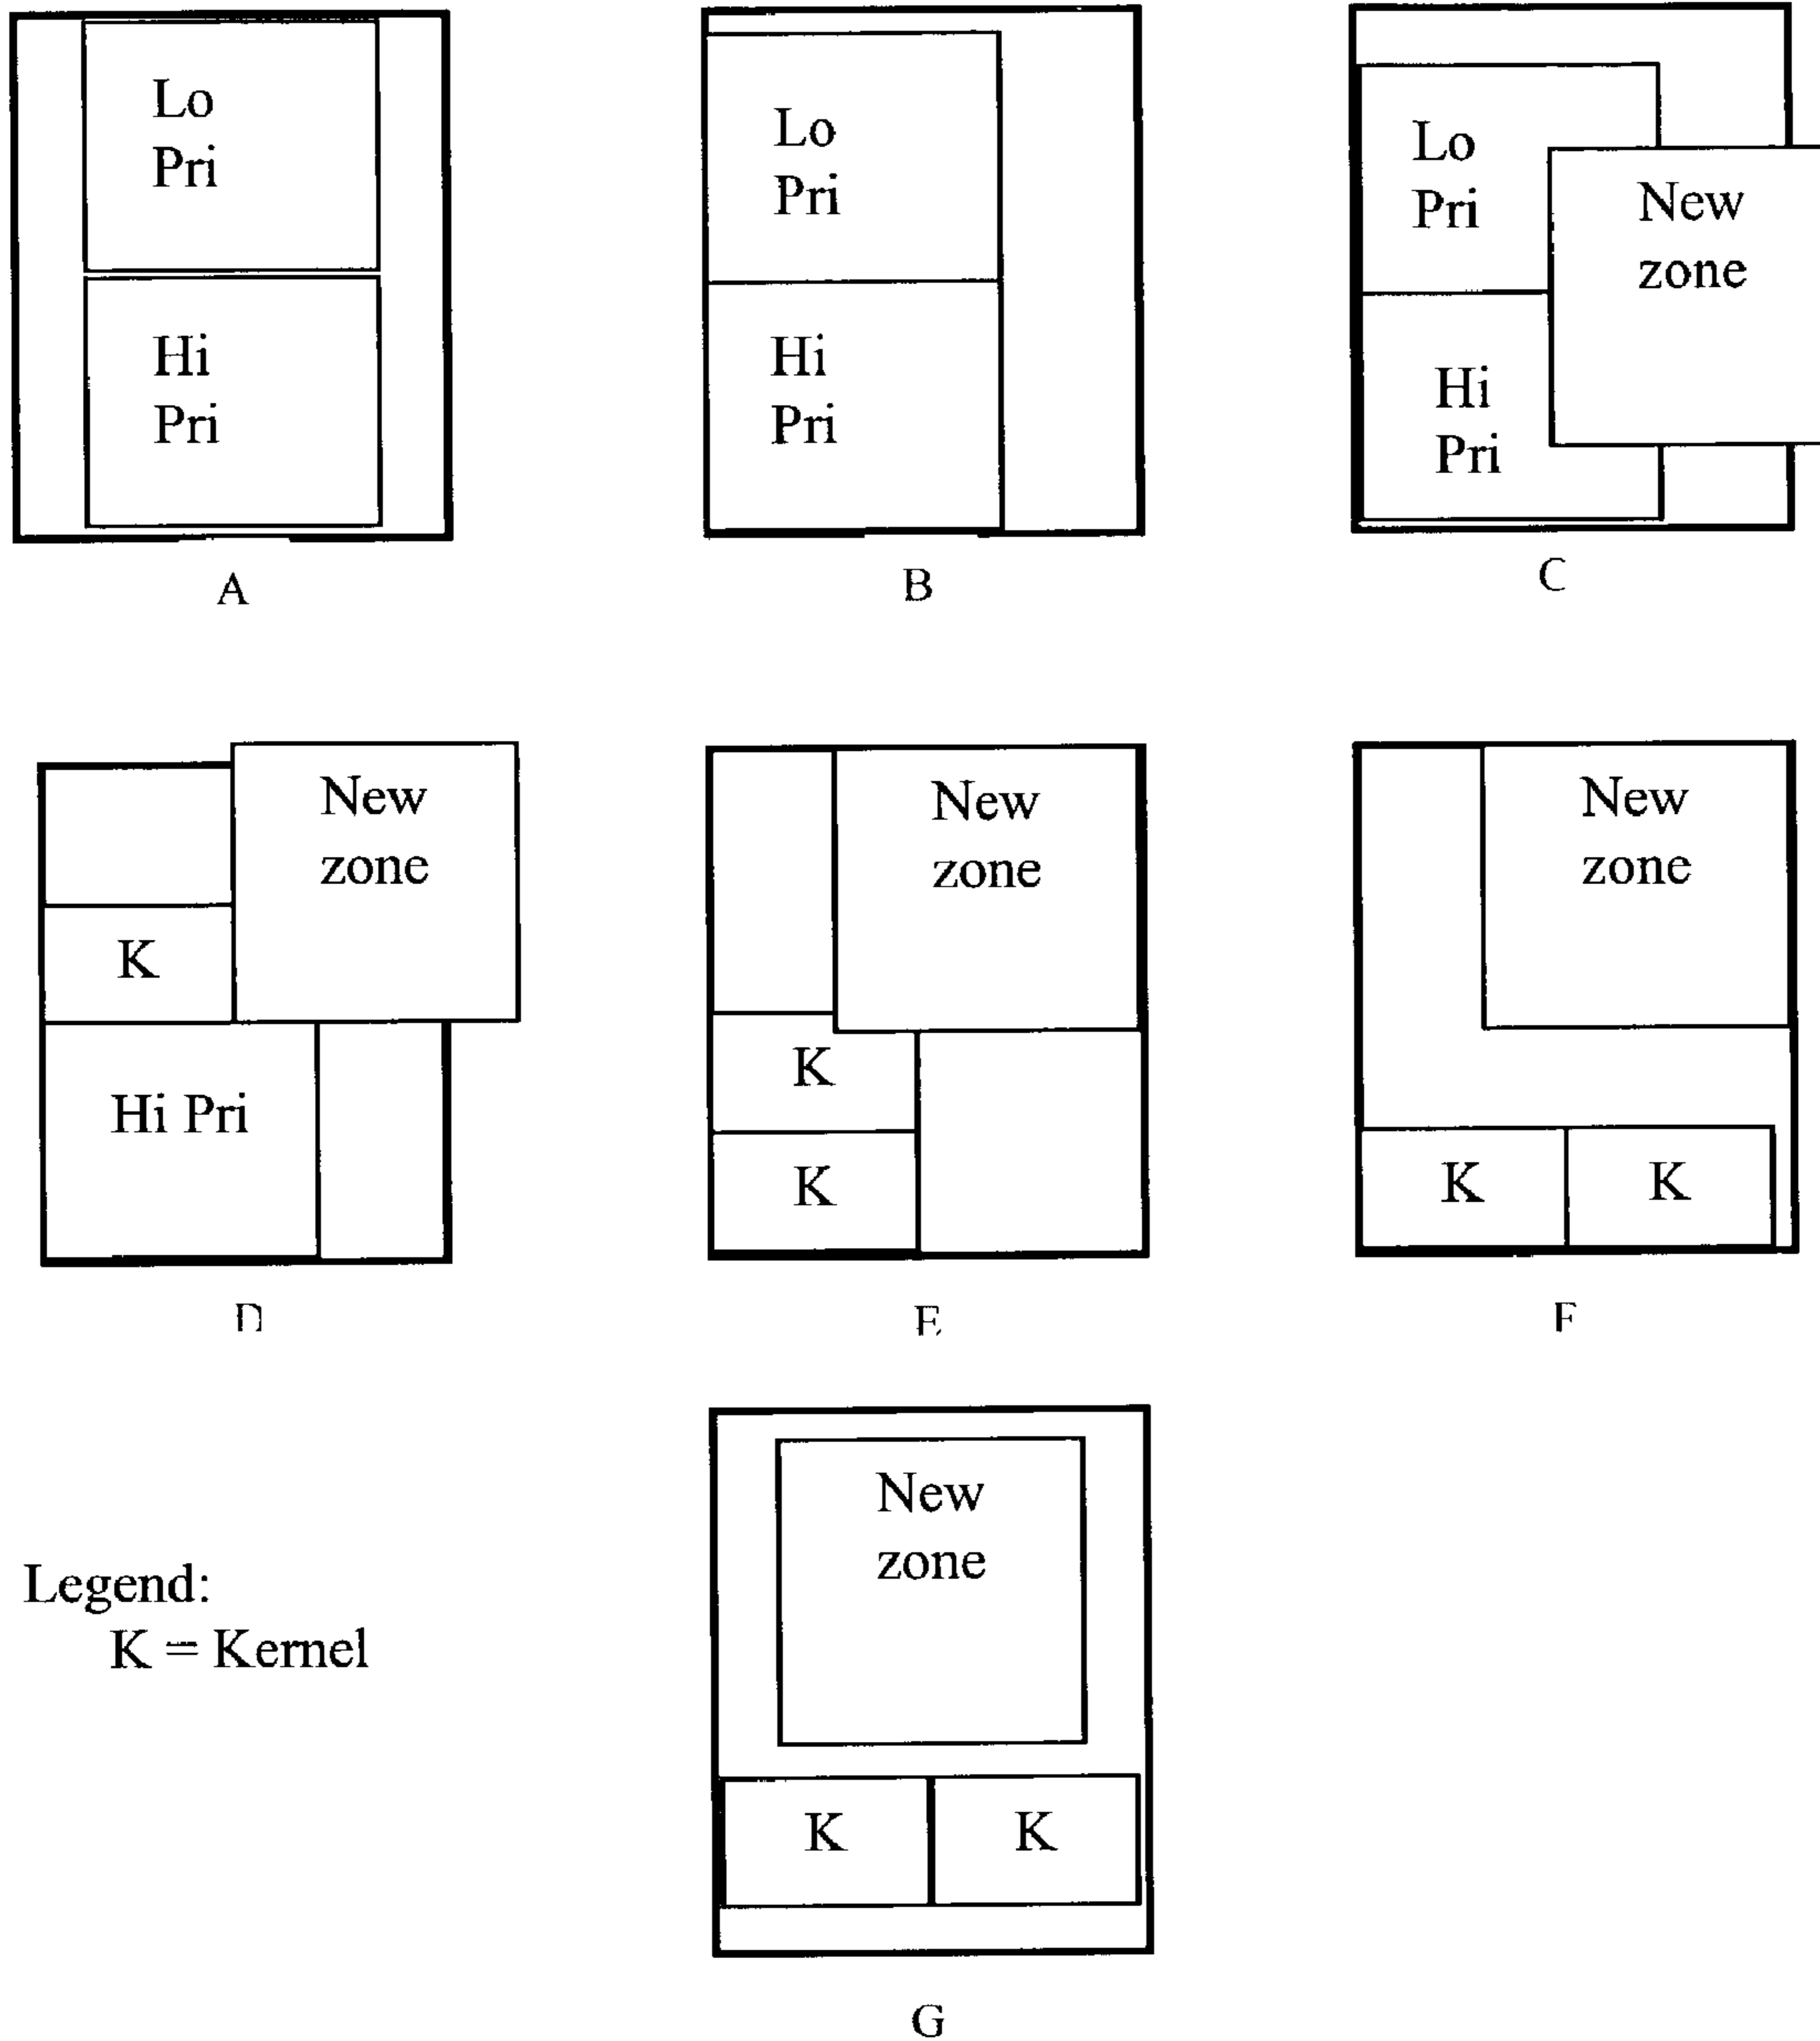 Lo
Pri
Hi
Pri
A
Lo
Pri
Hi
Pri
B
Lo
Pri
New
zone
Hi
Pri
C
New
zone
K
Hi Pri
D
New
zone
K
K
E
New
zone
K
K
F
New
zone
K
K
G
Legend:
K = Kernel